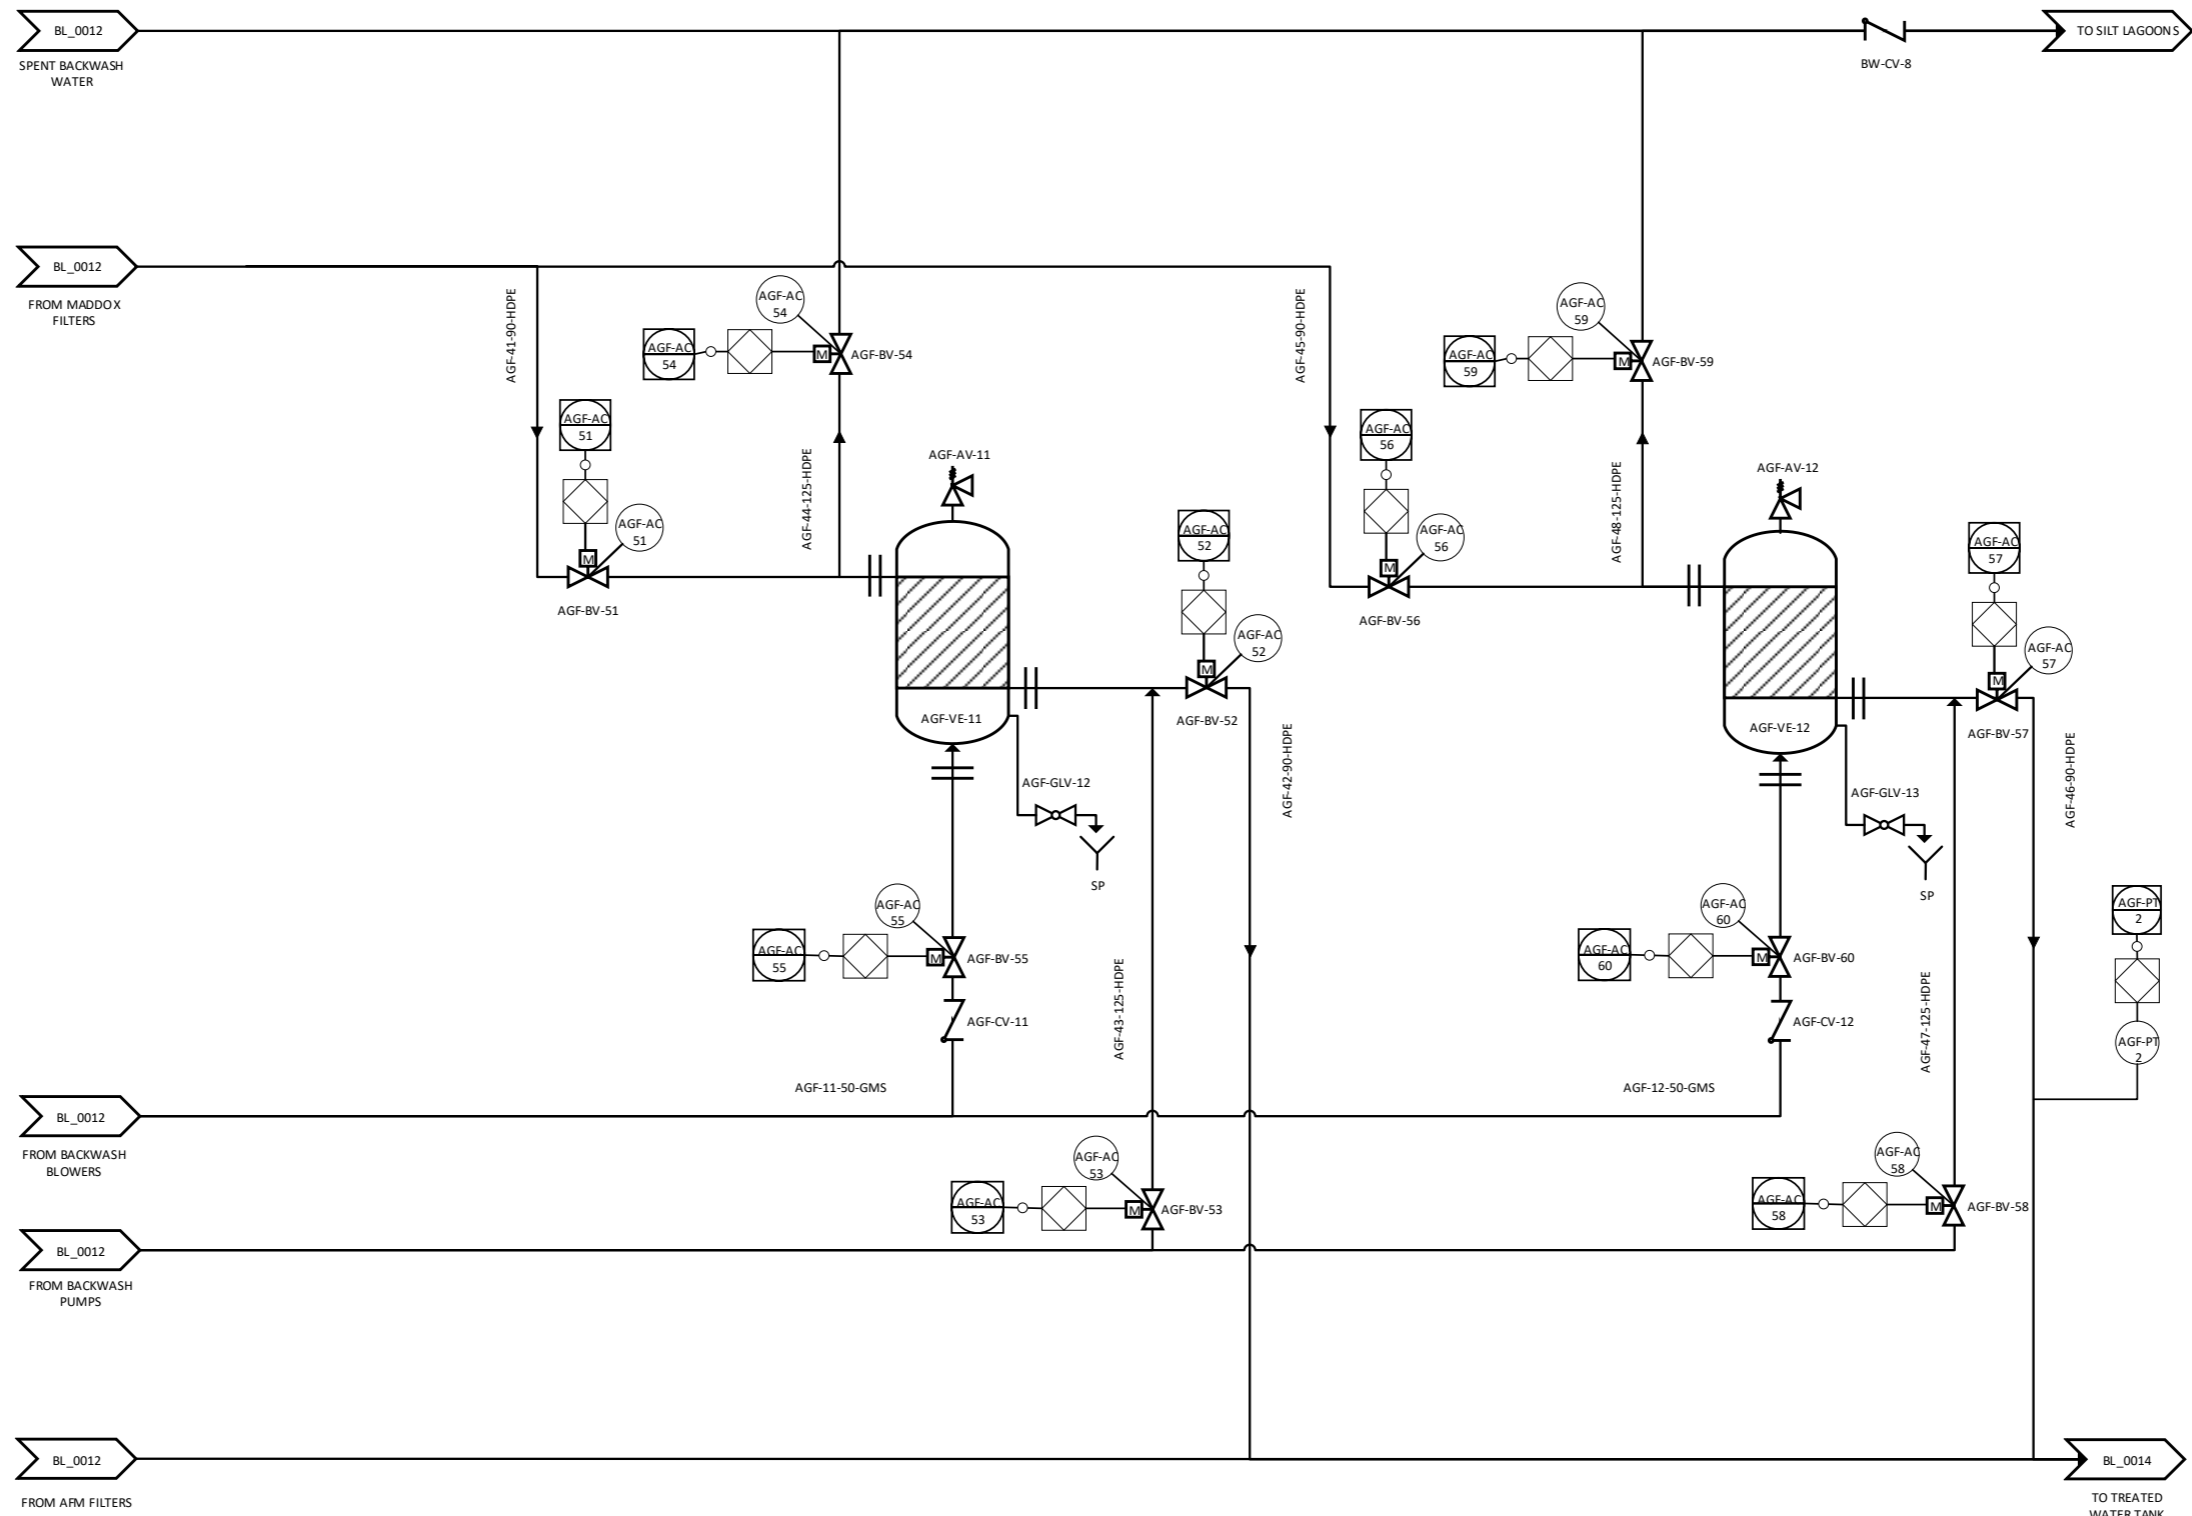 BL_0012
SPENT BACKWASH
WATER
BW-CV-8
TO SILT LAGOONS
BL_0012
FROM MADDOX
FILTERS
AGF-41-90-HDPE
AGF-AC
54
AGF-AC
54
M
AGF-BV-54
AGF-45-90-HDPE
AGF-AC
59
AGF-AC
59
M
AGF-BV-59
AGF-AC
51
AGF-AC
51
M
AGF-BV-51
AGF-44-125-HDPE
AGF-AV-11
AGF-VE-11
AGF-AC
52
AGF-AC
52
M
AGF-BV-52
AGF-AC
56
AGF-AC
56
M
AGF-BV-56
AGF-48-125-HDPE
AGF-AV-12
AGF-VE-12
AGF-AC
57
AGF-AC
57
M
AGF-BV-57
AGF-42-90-HDPE
AGF-46-90-HDPE
AGF-GLV-12
SP
AGF-GLV-13
SP
AGF-AC
55
AGF-AC
55
M
AGF-BV-55
AGF-CV-11
AGF-43-125-HDPE
AGF-AC
60
AGF-AC
60
M
AGF-BV-60
AGF-CV-12
AGF-47-125-HDPE
AGF-PT
2
AGF-PT
2
AGF-11-50-GMS
AGF-12-50-GMS
BL_0012
FROM BACKWASH
BLOWERS
AGF-AC
53
AGF-AC
53
M
AGF-BV-53
AGF-AC
58
AGF-AC
58
M
AGF-BV-58
BL_0012
FROM BACKWASH
PUMPS
BL_0012
FROM AFM FILTERS
BL_0014
TO TREATED
WATER TANK